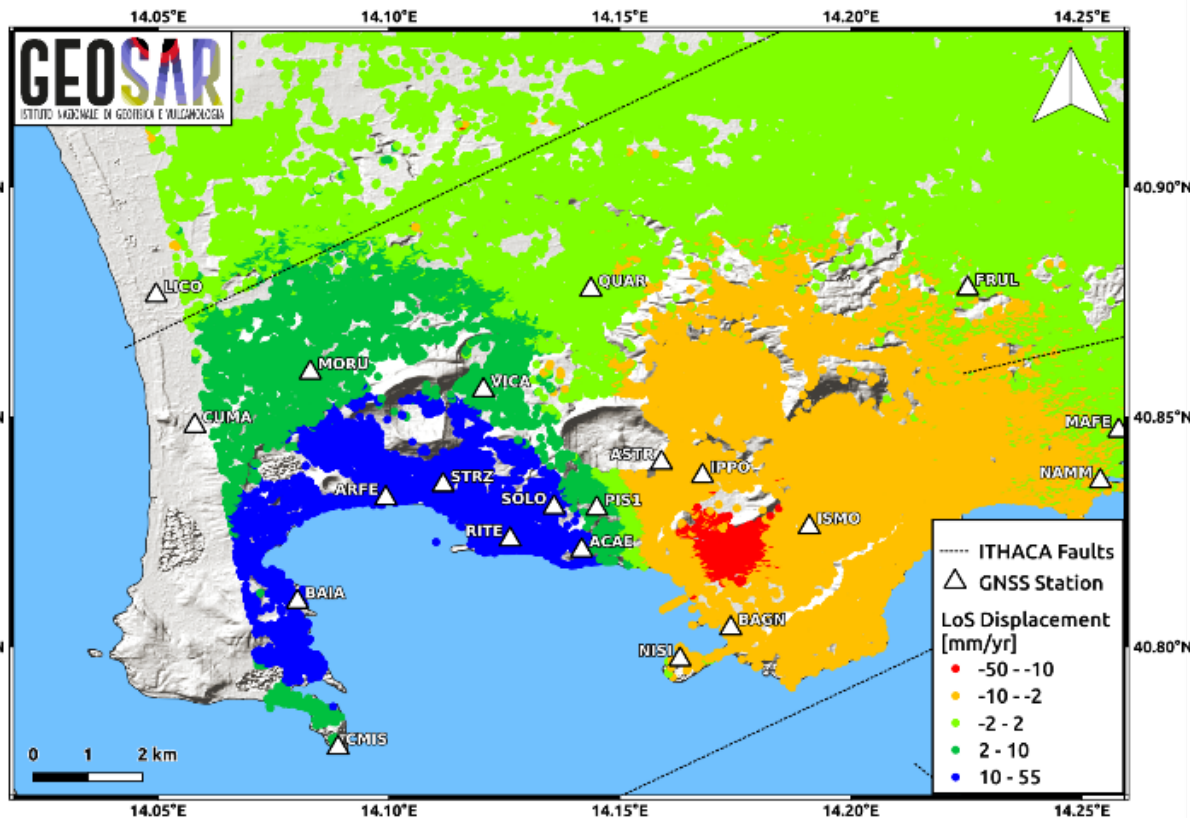 14.05°E 14.10°E 14.15°E 14.20°E 14.25°E
GEOSAR
ISTITUTO NAZIONALE DI GEOFISICA E VULCANOLOGIA
N 40.90°N
LICO
QUAR
FRUL
MORU
VICA
CUMA
40.85°N
MAFE
ASTR
IPPO
NAMM
STRZ
ARFE
SOLO
PIS1
ISMO
RITE
ACAE
BAIA
BAGN
NISI
N 40.80°N
CMIS
ITHACA Faults
GNSS Station
LoS Displacement
[mm/yr]
-50 - -10
-10 - -2
-2 - 2
2 - 10
10 - 55
0 1 2 km
14.05°E 14.10°E 14.15°E 14.20°E 14.25°E